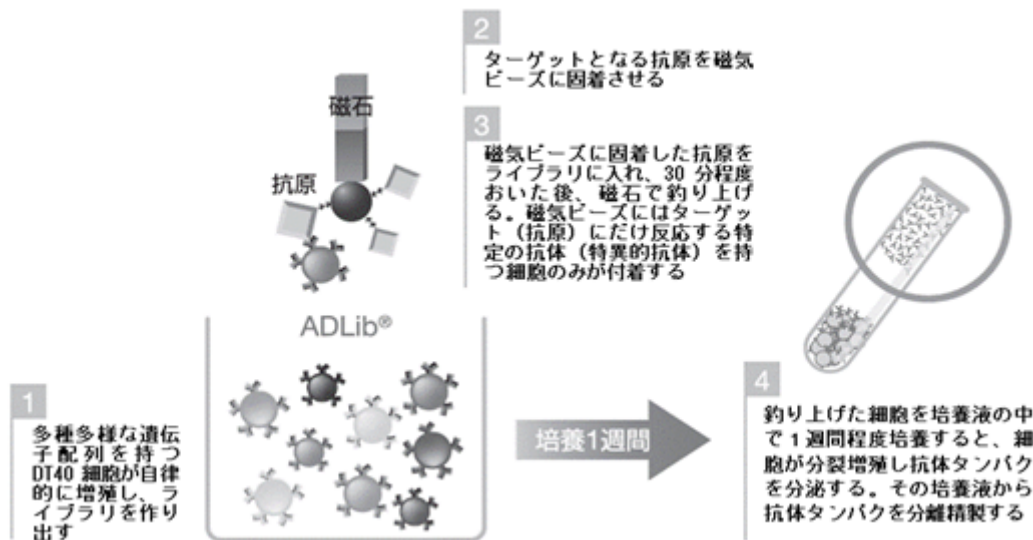 2
ターゲットとなる抗原を磁気
ビーズに固着させる
磁石
3
磁気ビーズに固着した抗原を
ライブラリに入れ、30 分程度
おいた後、磁石で釣り上げ
る。磁気ビーズにはターゲッ
ト（抗原）にだけ反応する特
定の抗体（特異的抗体）を持
つ細胞のみが付着する
抗原
ADLib®
1
多種多様な遺伝
子配列を持つ
DT40 細胞が自律
的に増殖し、ラ
イブラリを作り
出す
培養1週間
4
釣り上げた細胞を培養液の中
で1週間程度培養すると、細
胞が分裂増殖し抗体タンパク
を分泌する。その培養液から
抗体タンパクを分離精製する